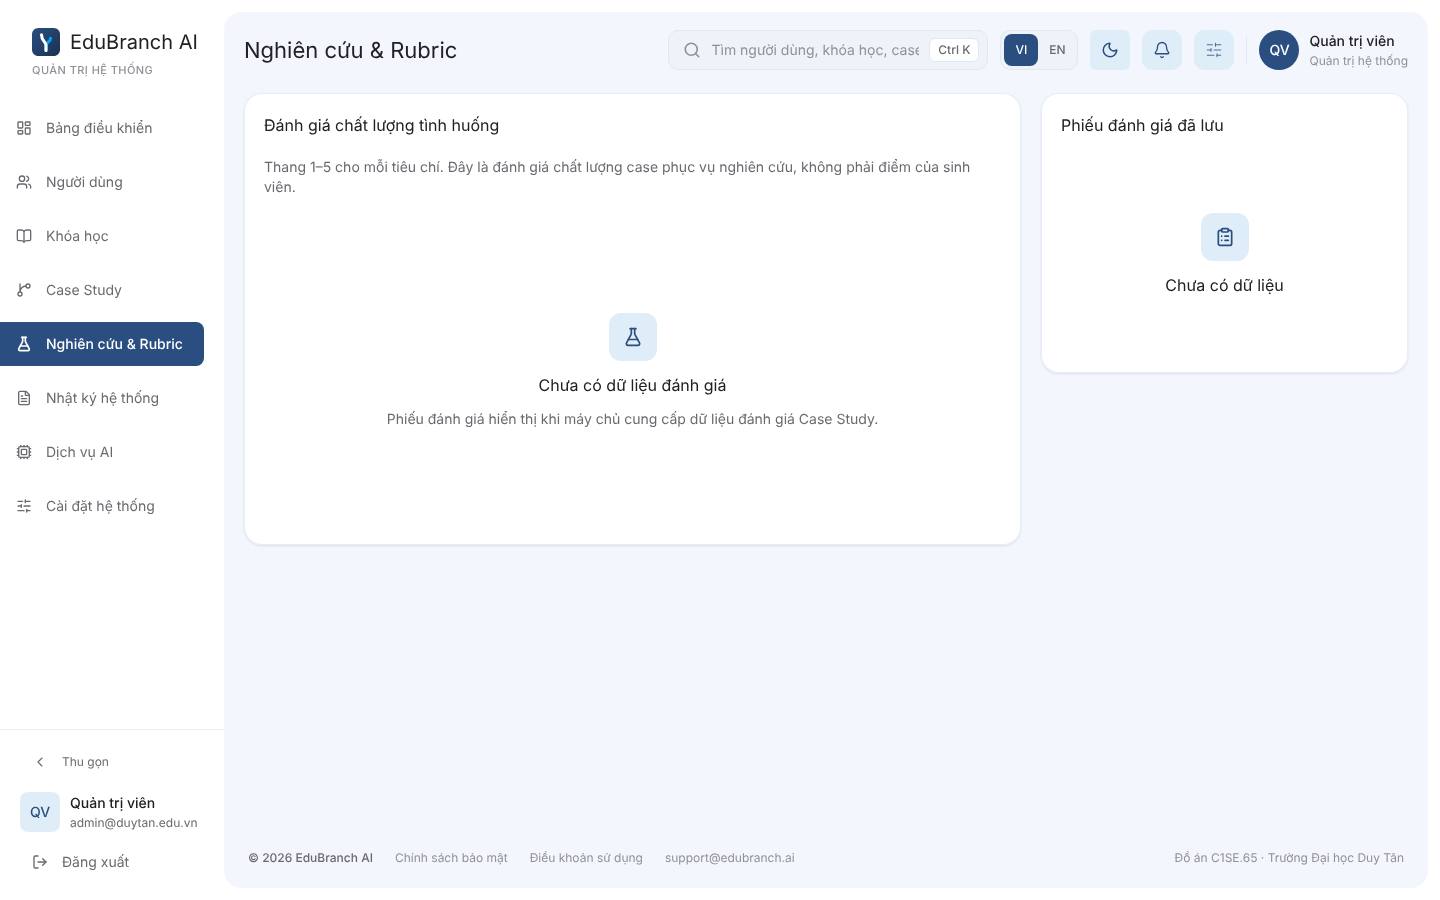 EduBranch AI
QUẢN TRỊ HỆ THỐNG
Bảng điều khiển
Người dùng
Khóa học
Case Study
Nghiên cứu & Rubric
Nhật ký hệ thống
Dịch vụ AI
Cài đặt hệ thống
Thu gọn
QV
Quản trị viên
admin@duytan.edu.vn
Đăng xuất
Nghiên cứu & Rubric
Tìm người dùng, khóa học, case
Ctrl K
VI
EN
QV
Quản trị viên
Quản trị hệ thống
Đánh giá chất lượng tình huống
Thang 1–5 cho mỗi tiêu chí. Đây là đánh giá chất lượng case phục vụ nghiên cứu, không phải điểm của sinh
viên.
Chưa có dữ liệu đánh giá
Phiếu đánh giá hiển thị khi máy chủ cung cấp dữ liệu đánh giá Case Study.
Phiếu đánh giá đã lưu
Chưa có dữ liệu
© 2026 EduBranch AI
Chính sách bảo mật
Điều khoản sử dụng
support@edubranch.ai
Đồ án C1SE.65 · Trường Đại học Duy Tân